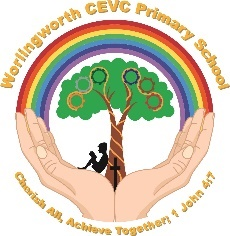 Worlingworth CEVC Primary School
Cherish All, Achieve Together; 1 John 4:7